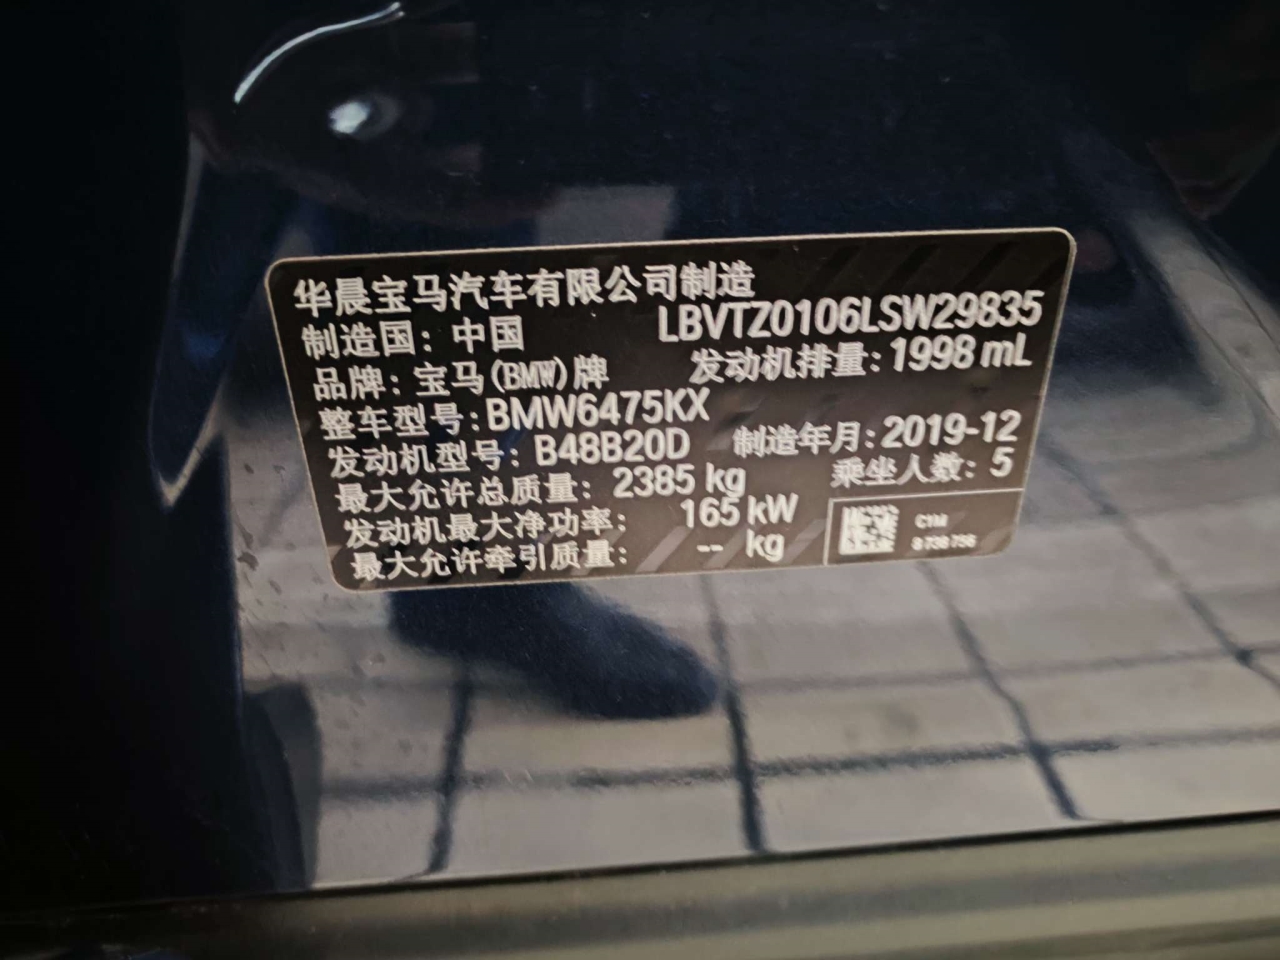 华晨宝马汽车有限公司制造
制造国：中国 LBVTZ0106LSW29835
品牌：宝马(BMW)牌 发动机排量：1998 mL
整车型号：BMW6475KX
发动机型号：B48B20D 制造年月：2019-12
最大允许总质量：2385 kg 乘坐人数：5
发动机最大净功率：165 kW
最大允许牵引质量：-- kg
C1M
8 738 756